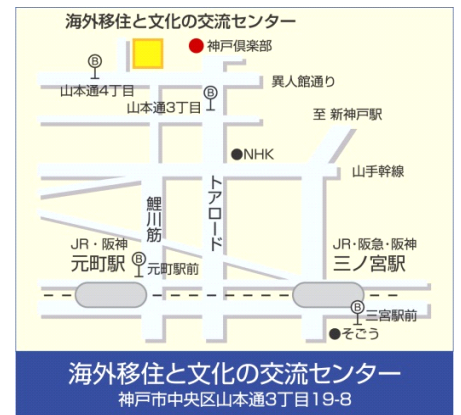 海外移住と文化の交流センター
神戸倶楽部
B
山本通4丁目
異人館通り
B
山本通3丁目
至 新神戸駅
NHK
山手幹線
鯉川筋
トアロード
JR・阪神
元町駅
B
元町駅前
JR・阪急・阪神
三ノ宮駅
B
三宮駅前
そごう
海外移住と文化の交流センター
神戸市中央区山本通3丁目19-8